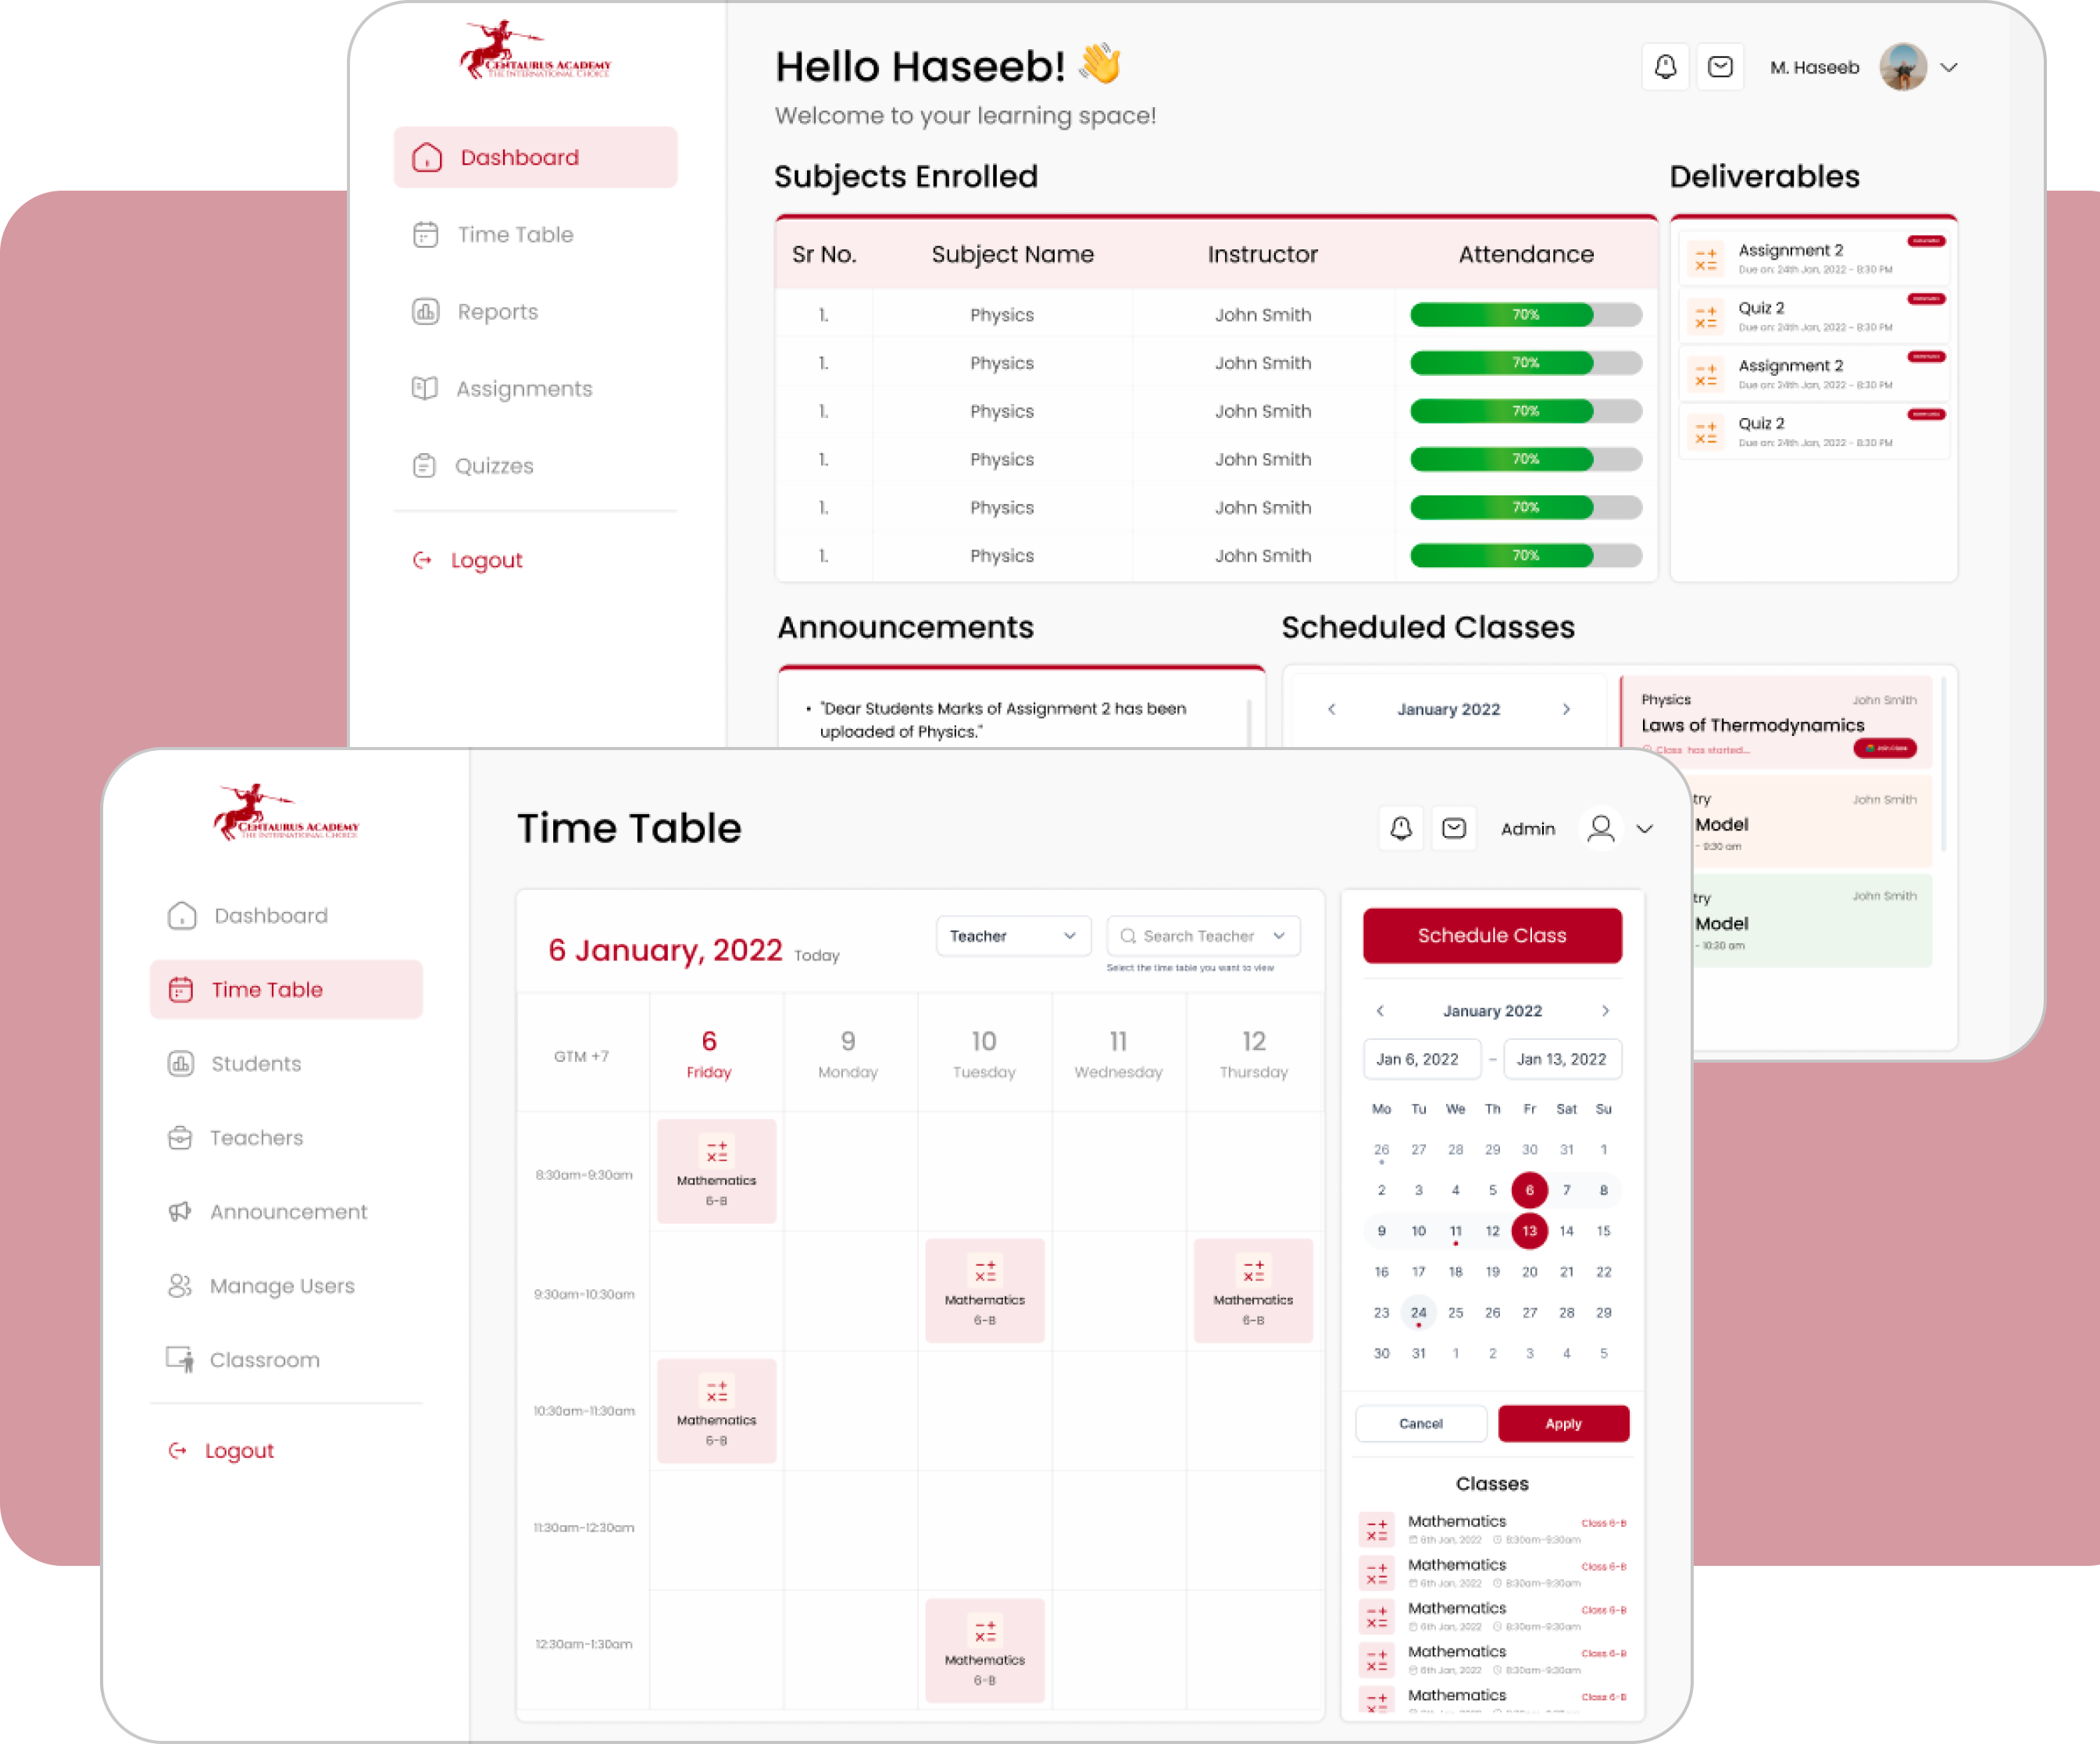 CENTAURUS ACADEMY
THE INTERNATIONAL CHOICE
Dashboard
Time Table
Reports
Assignments
Quizzes
Logout
Hello Haseeb! 👋
Welcome to your learning space!
M. Haseeb
Subjects Enrolled
Sr No. Subject Name Instructor Attendance
1. Physics John Smith 70%
1. Physics John Smith 70%
1. Physics John Smith 70%
1. Physics John Smith 70%
1. Physics John Smith 70%
1. Physics John Smith 70%
Deliverables
Assignment 2
Due on: 24th Jan, 2022 - 8:30 PM
Quiz 2
Due on: 24th Jan, 2022 - 8:30 PM
Assignment 2
Due on: 24th Jan, 2022 - 8:30 PM
Quiz 2
Due on: 24th Jan, 2022 - 8:30 PM
Announcements
• "Dear Students Marks of Assignment 2 has been
uploaded of Physics."
Scheduled Classes
< January 2022 >
Physics John Smith
Laws of Thermodynamics
Class has started...
try John Smith
Model
- 9:30 am
try John Smith
Model
- 10:30 am
CENTAURUS ACADEMY
THE INTERNATIONAL CHOICE
Dashboard
Time Table
Students
Teachers
Announcement
Manage Users
Classroom
Logout
Time Table
Admin
6 January, 2022 Today
Teacher
Search Teacher
Select the time table you want to view
GTM +7
6 9 10 11 12
Friday Monday Tuesday Wednesday Thursday
8:30am-9:30am
Mathematics
6-B
9:30am-10:30am
Mathematics Mathematics
6-B 6-B
10:30am-11:30am
Mathematics
6-B
11:30am-12:30am
12:30am-1:30am
Mathematics
6-B
Schedule Class
< January 2022 >
Jan 6, 2022 – Jan 13, 2022
Mo Tu We Th Fr Sat Su
26 27 28 29 30 31 1
2 3 4 5 6 7 8
9 10 11 12 13 14 15
16 17 18 19 20 21 22
23 24 25 26 27 28 29
30 31 1 2 3 4 5
Cancel Apply
Classes
Mathematics Class 6-B
6th Jan, 2022 8:30am-9:30am
Mathematics Class 6-B
6th Jan, 2022 8:30am-9:30am
Mathematics Class 6-B
6th Jan, 2022 8:30am-9:30am
Mathematics Class 6-B
6th Jan, 2022 8:30am-9:30am
Mathematics Class 6-B